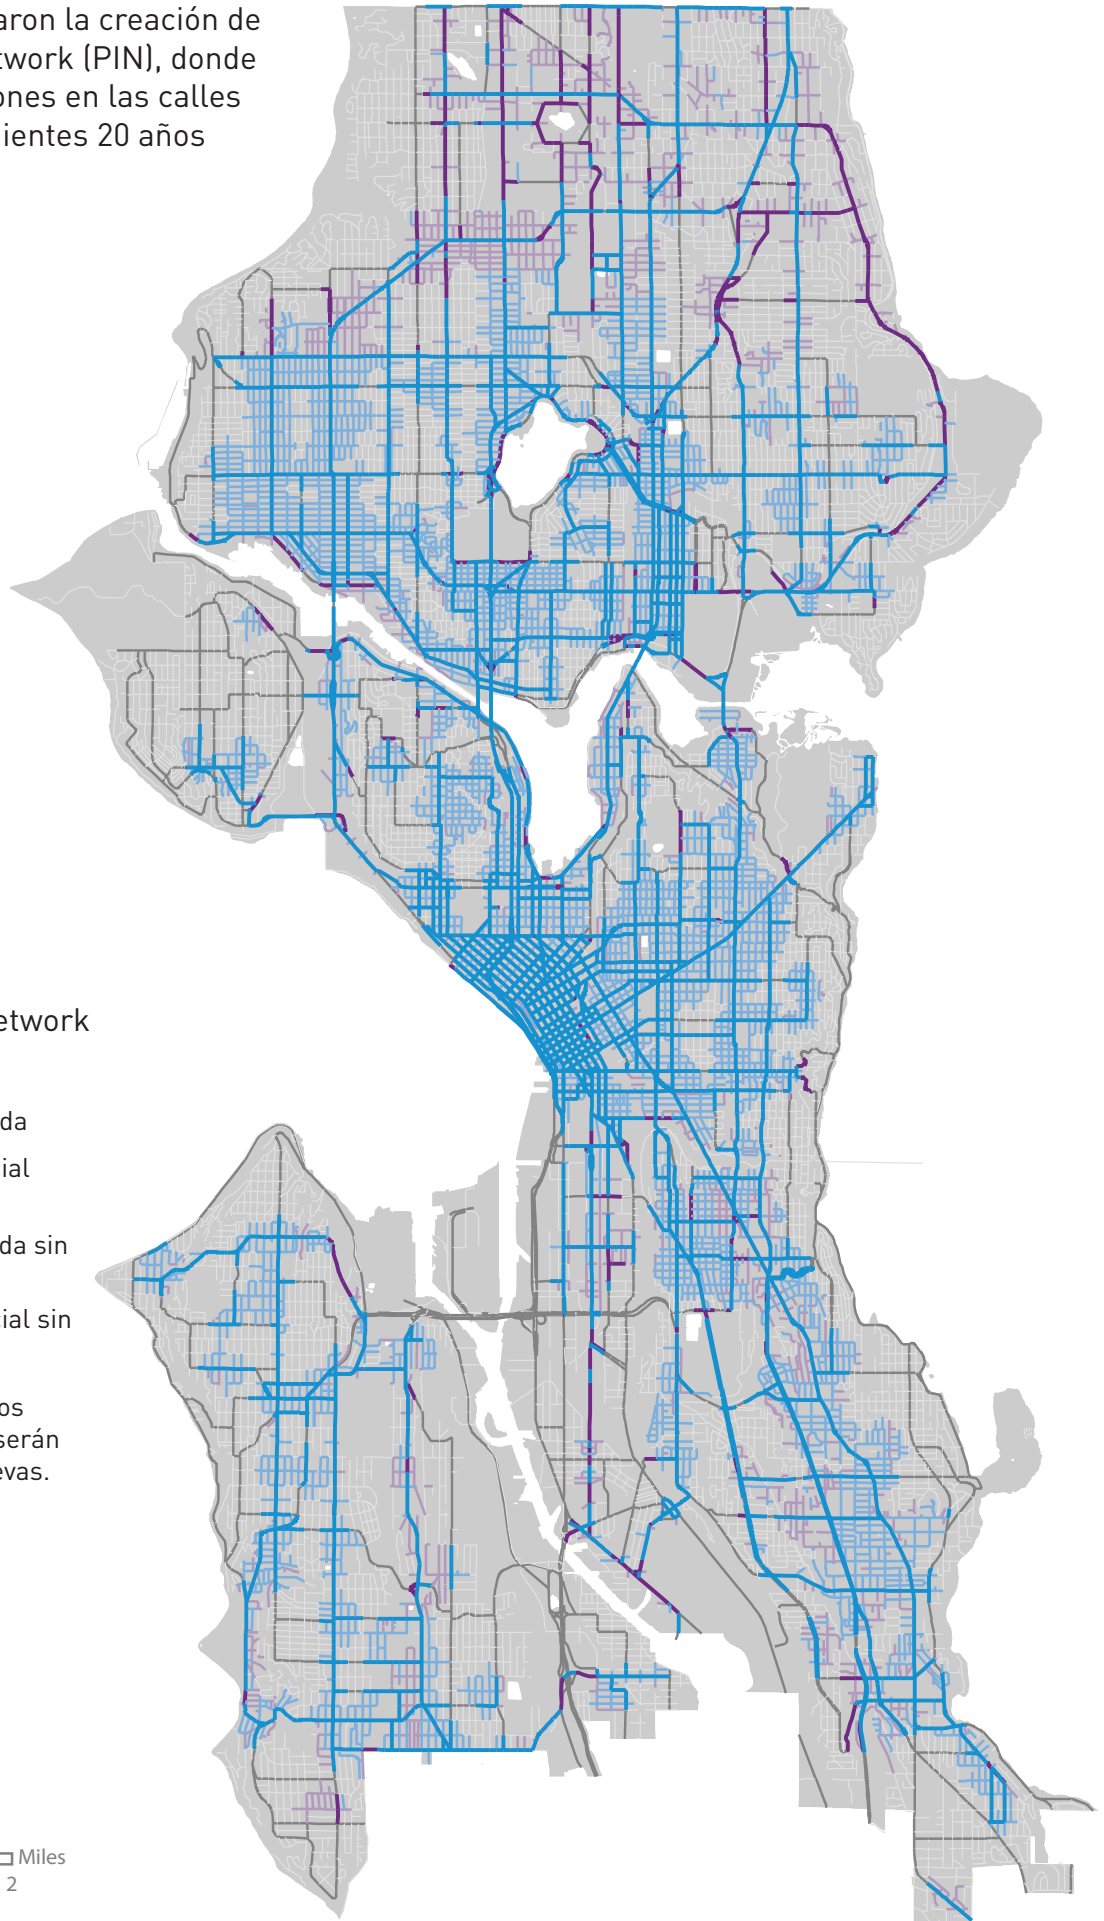 aron la creación de
twork (PIN), donde
ones en las calles
ientes 20 años
etwork
da
ial
da sin
cial sin
os
serán
evas.
Miles
2